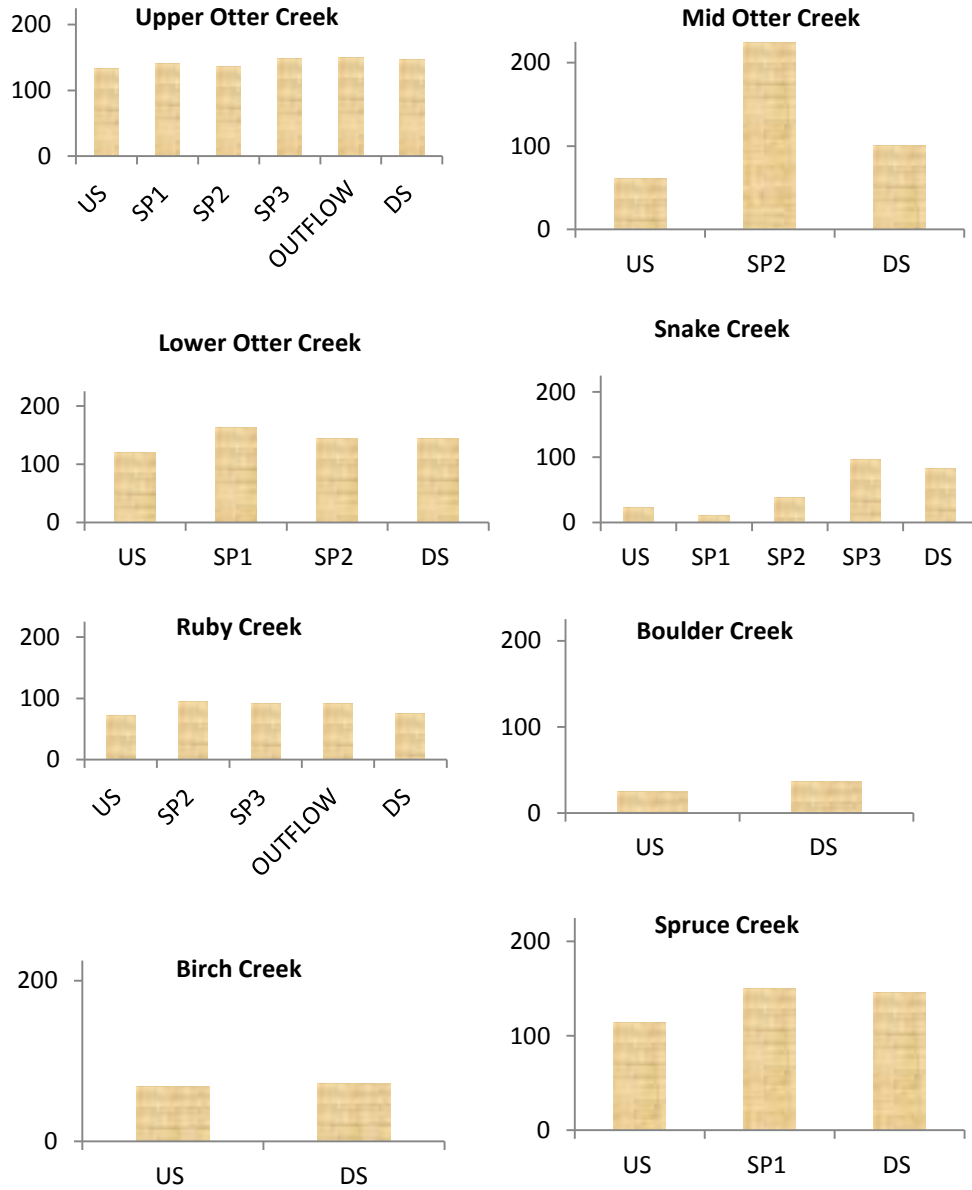 Upper Otter Creek
200
100
0
US SP1 SP2 SP3 OUTFLOW DS
Mid Otter Creek
200
100
0
US SP2 DS
Lower Otter Creek
200
100
0
US SP1 SP2 DS
Snake Creek
200
100
0
US SP1 SP2 SP3 DS
Ruby Creek
200
100
0
US SP2 SP3 OUTFLOW DS
Boulder Creek
200
100
0
US DS
Birch Creek
200
0
US DS
Spruce Creek
200
100
0
US SP1 DS